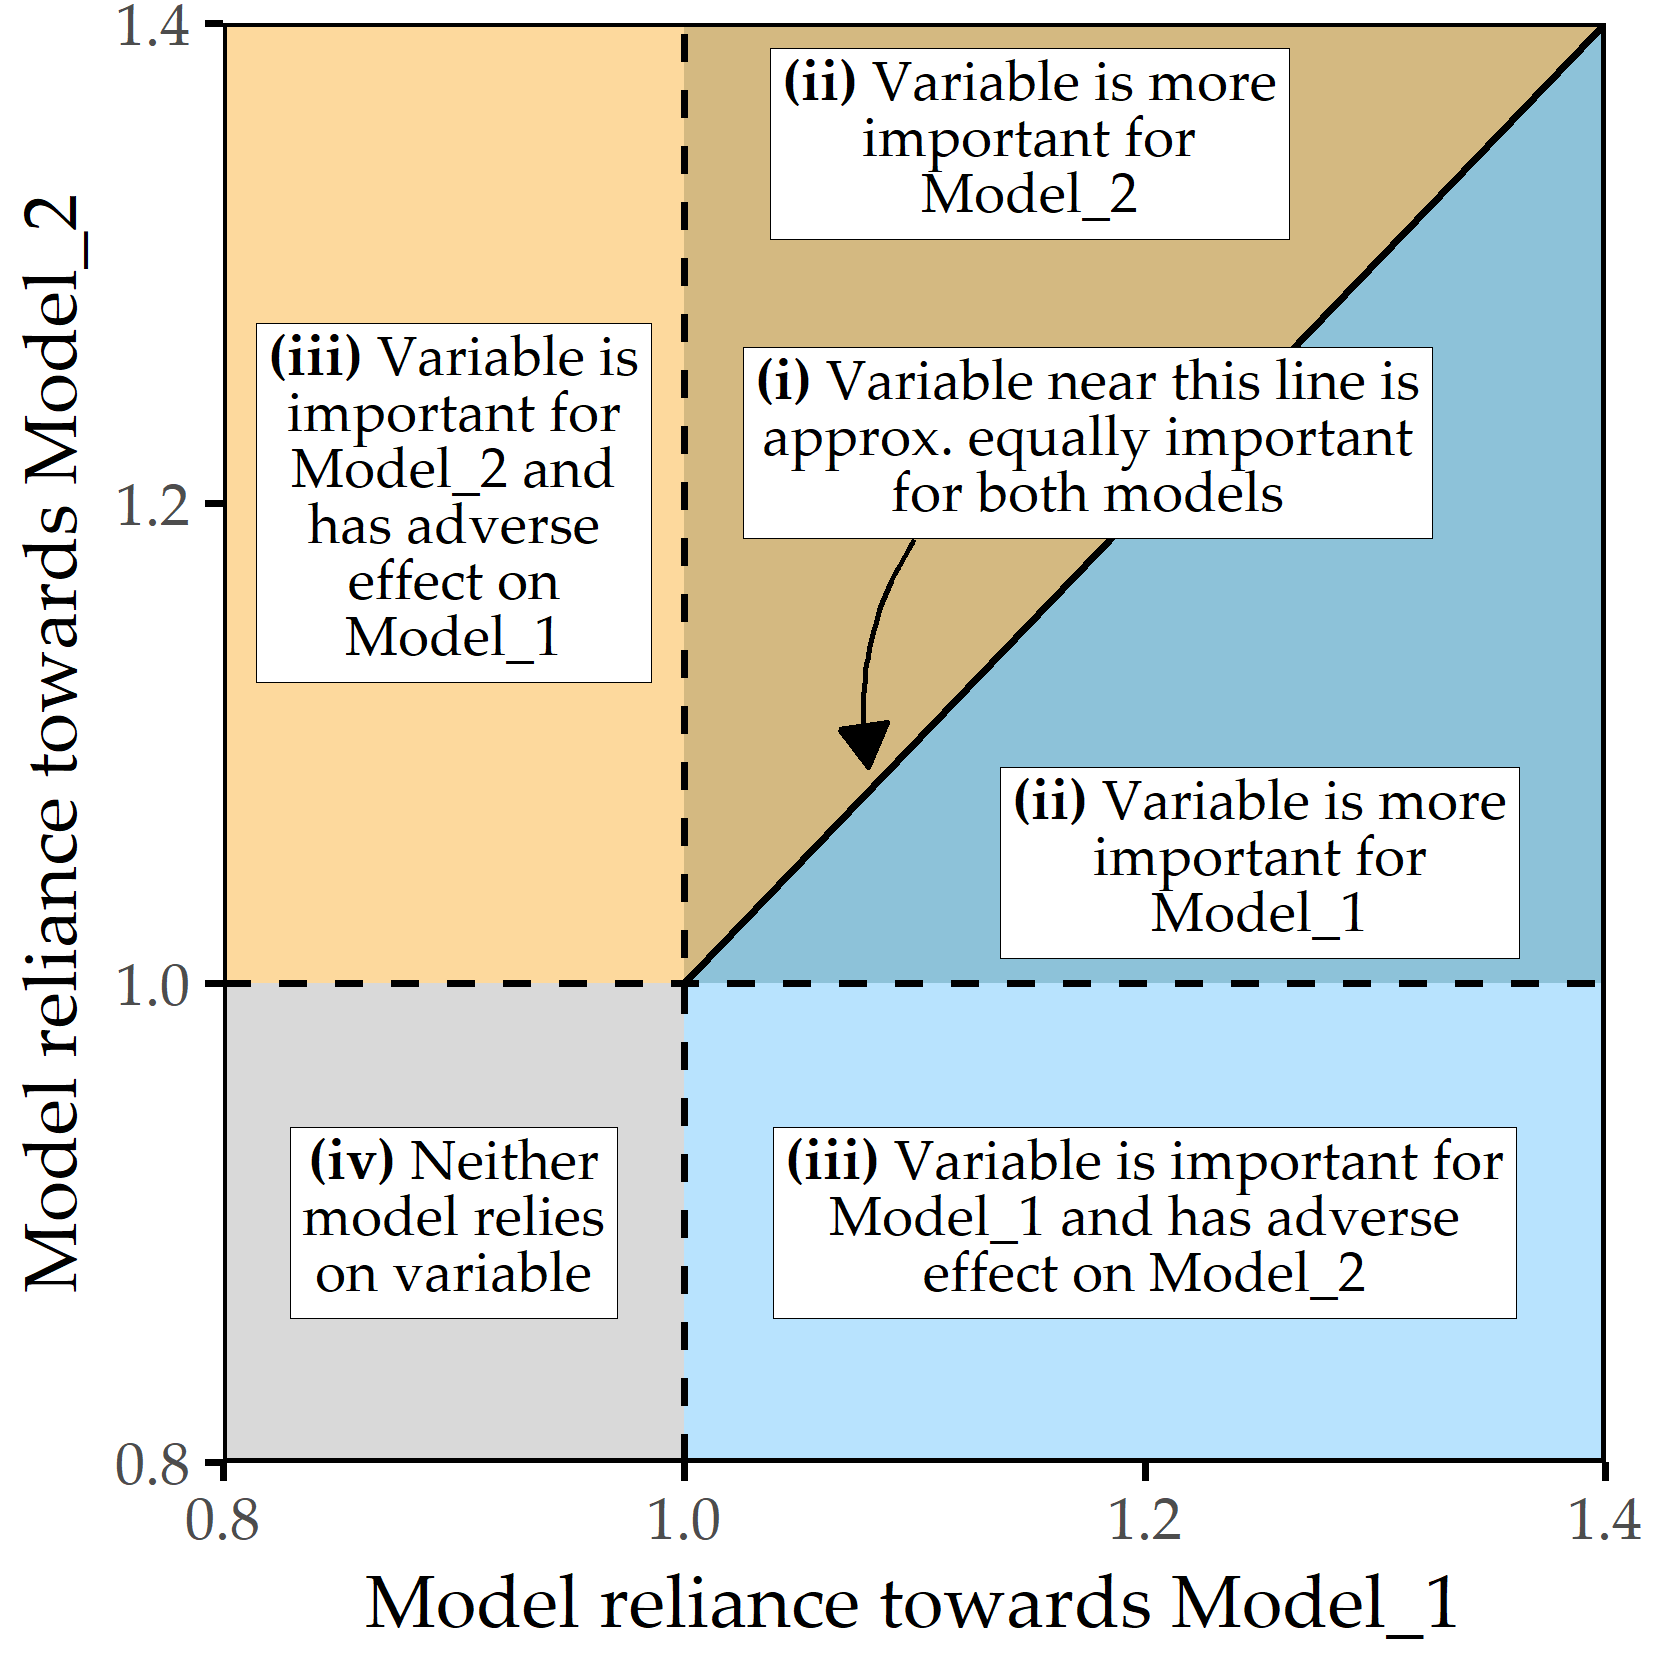 Model reliance towards Model_2
1.4
1.2
1.0
0.8
(ii) Variable is more
important for
Model_2
(iii) Variable is
important for
Model_2 and
has adverse
effect on
Model_1
(i) Variable near this line is
approx. equally important
for both models
(ii) Variable is more
important for
Model_1
(iv) Neither
model relies
on variable
(iii) Variable is important for
Model_1 and has adverse
effect on Model_2
0.8
1.0
1.2
1.4
Model reliance towards Model_1